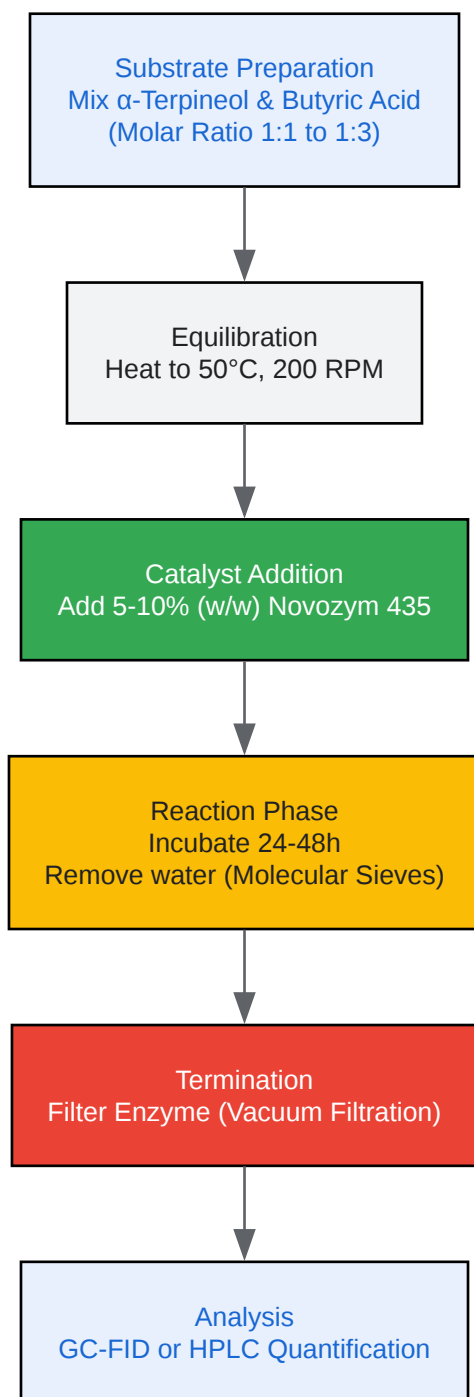 Substrate Preparation
Mix α-Terpineol & Butyric Acid
(Molar Ratio 1:1 to 1:3)
Equilibration
Heat to 50°C, 200 RPM
Catalyst Addition
Add 5-10% (w/w) Novozym 435
Reaction Phase
Incubate 24-48h
Remove water (Molecular Sieves)
Termination
Filter Enzyme (Vacuum Filtration)
Analysis
GC-FID or HPLC Quantification